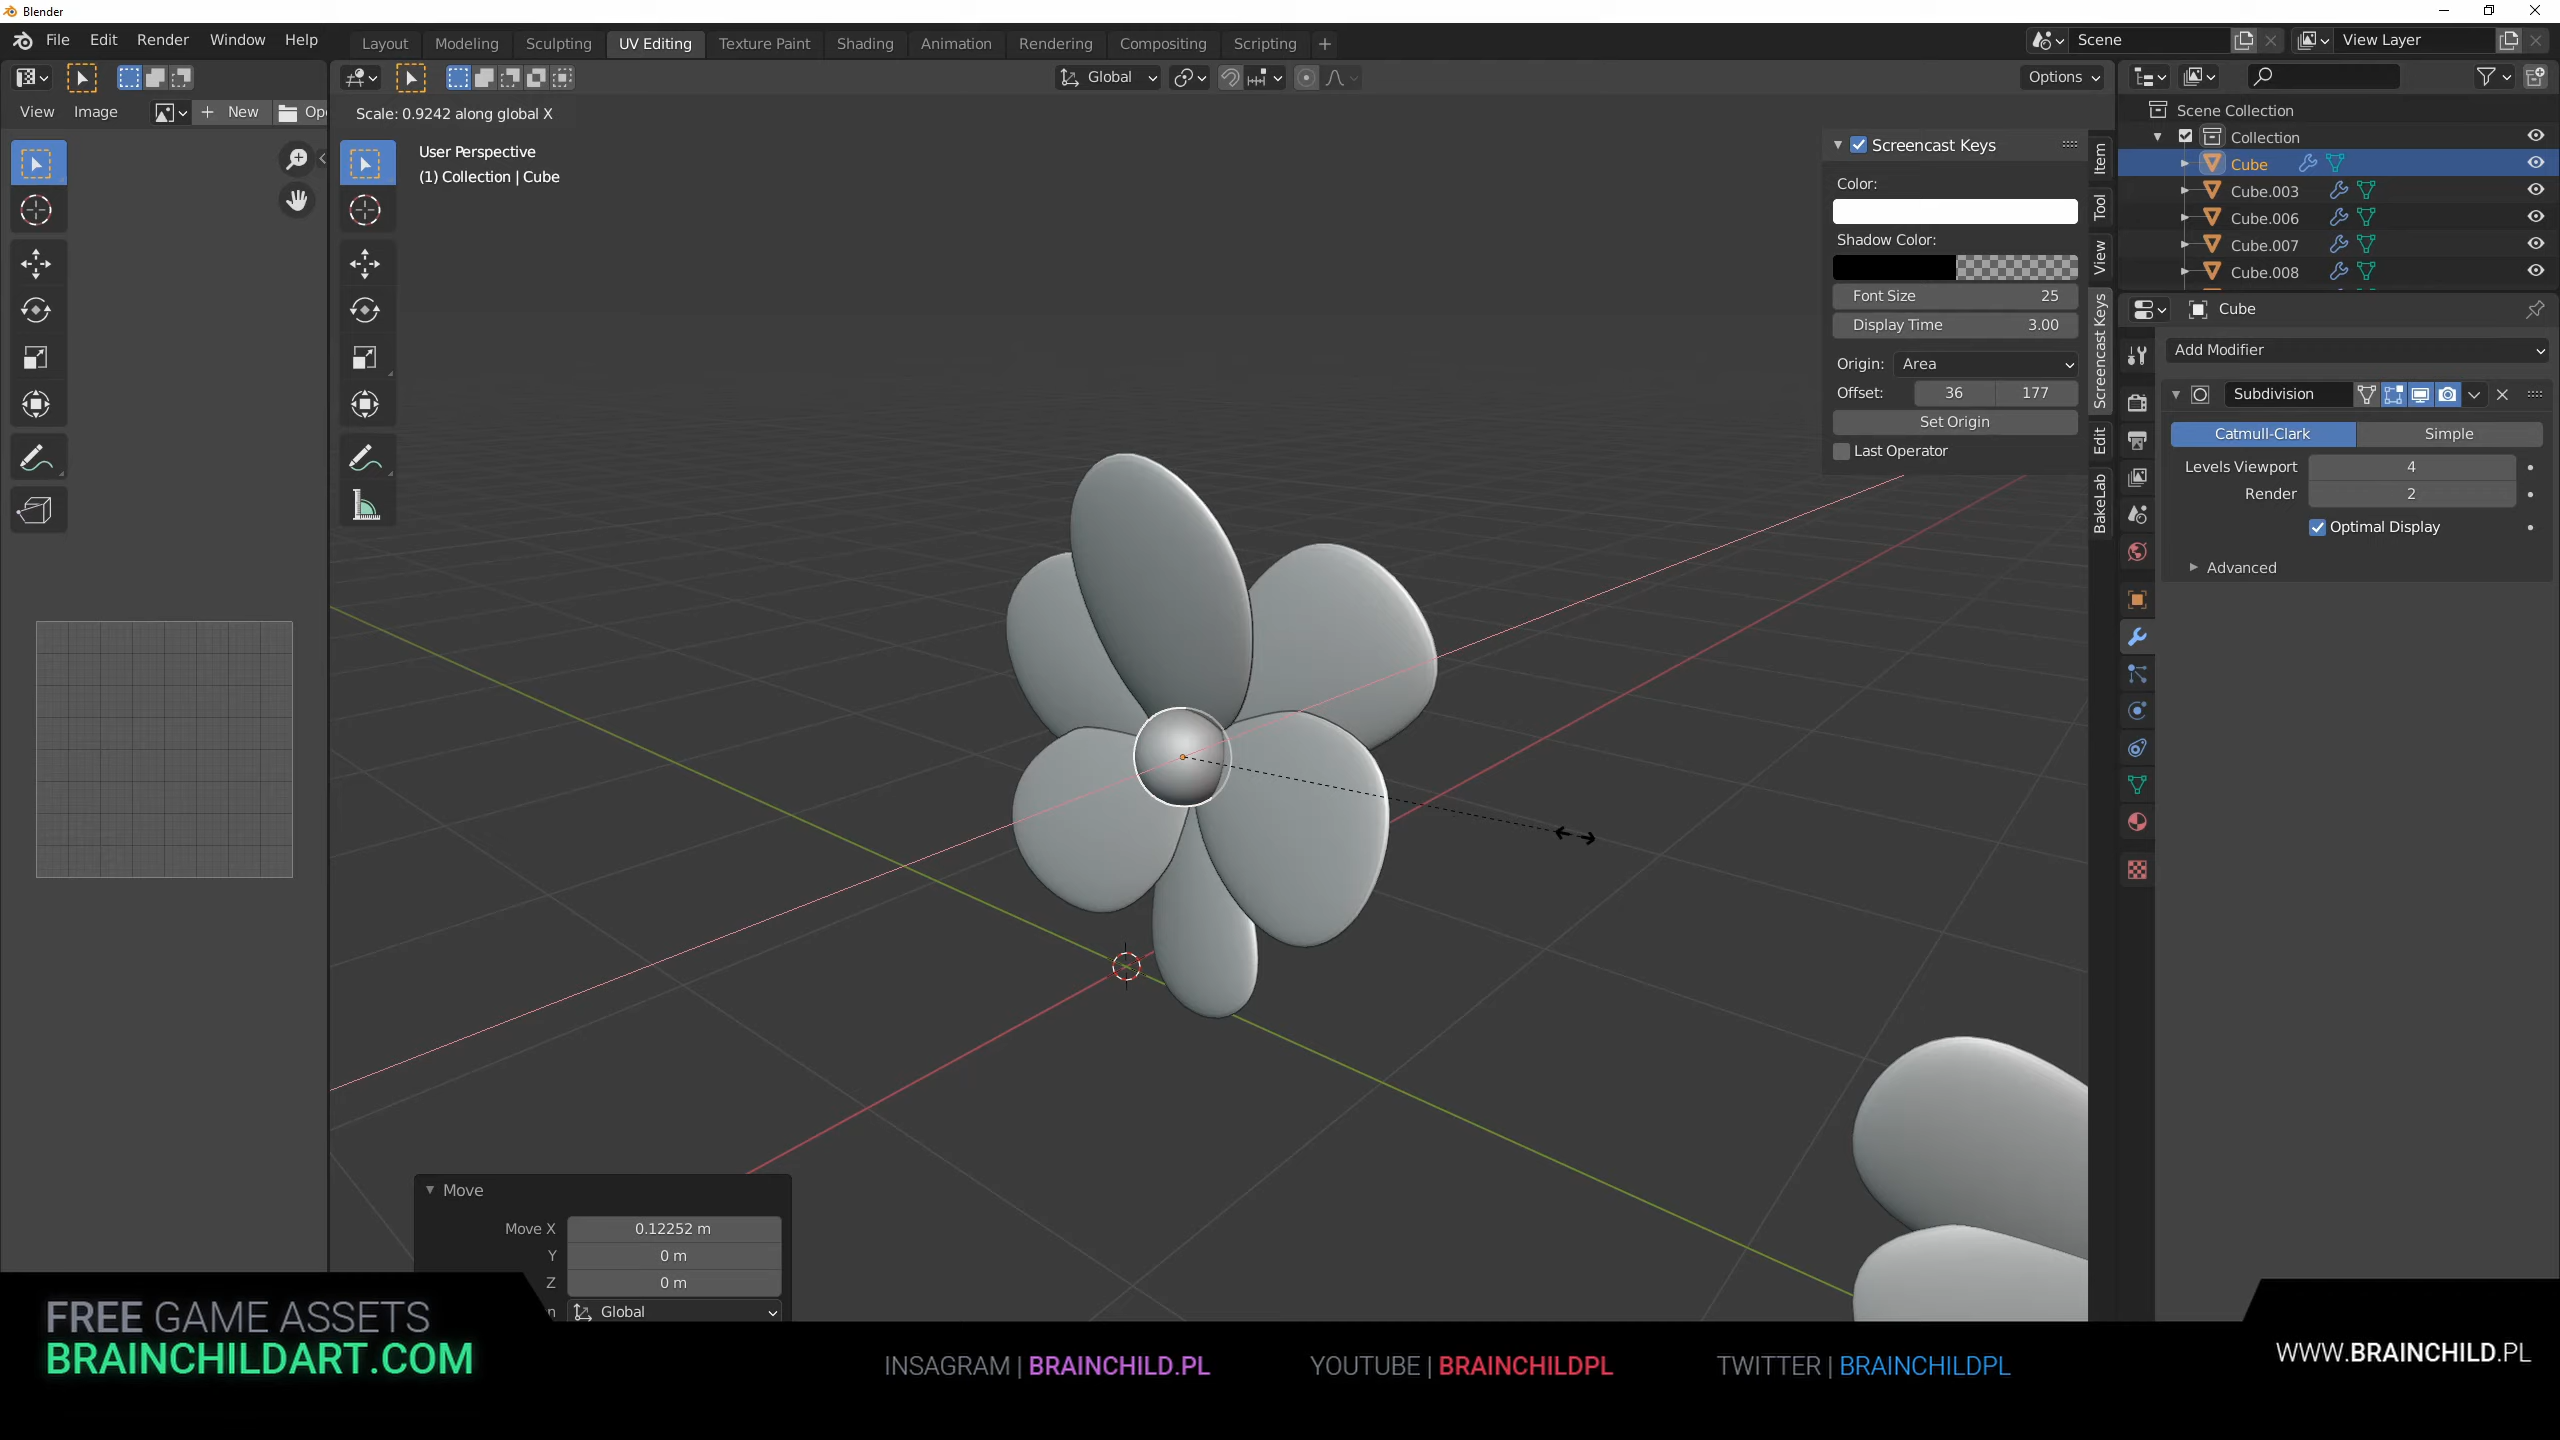 Blender
File Edit Render Window Help
Layout Modeling Sculpting UV Editing Texture Paint Shading Animation Rendering Compositing Scripting +
Scene
View Layer
Global
Options
View Image
+ New
Op
Scale: 0.9242 along global X
User Perspective
(1) Collection | Cube
Screencast Keys
Color:
Shadow Color:
Font Size 25
Display Time 3.00
Origin: Area
Offset: 36 177
Set Origin
Last Operator
Item
Tool
View
Screencast Keys
Edit
BakeLab
Scene Collection
Collection
Cube
Cube.003
Cube.006
Cube.007
Cube.008
Cube
Add Modifier
Subdivision
Catmull-Clark Simple
Levels Viewport 4
Render 2
Optimal Display
Advanced
Move
Move X 0.12252 m
Y 0 m
Z 0 m
n Global
FREE GAME ASSETS
BRAINCHILDART.COM
INSAGRAM | BRAINCHILD.PL
YOUTUBE | BRAINCHILDPL
TWITTER | BRAINCHILDPL
WWW.BRAINCHILD.PL